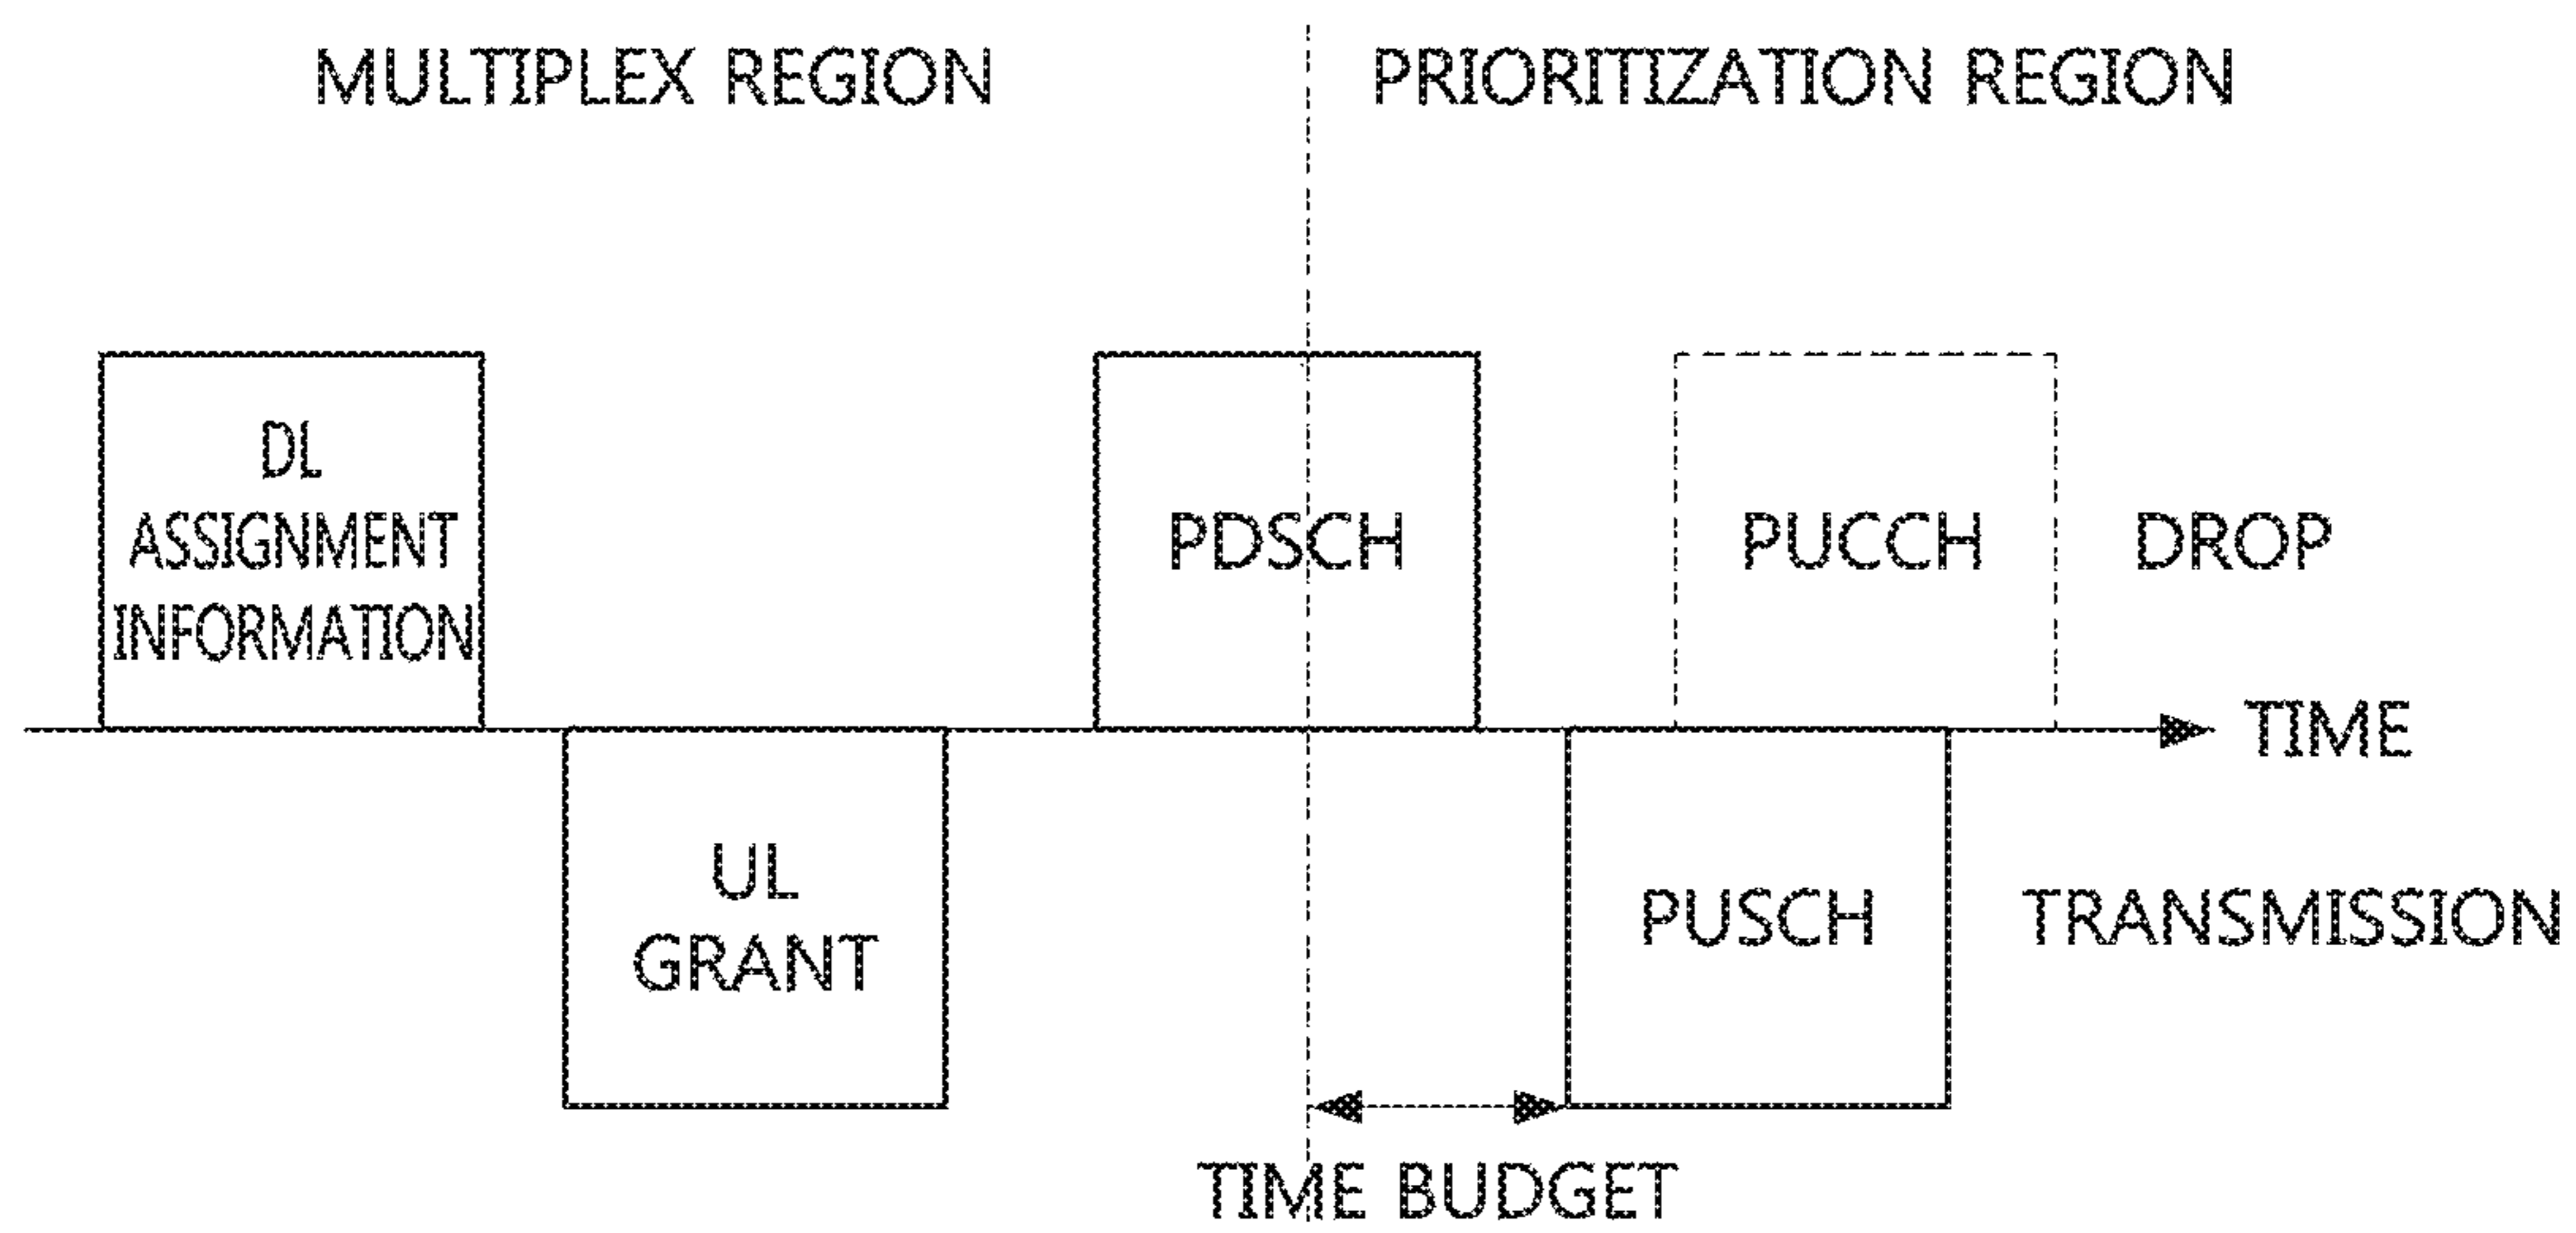 MULTIPLEX REGION
PRIORITIZATION REGION
DL
ASSIGNMENT
INFORMATION
PDSCH
PUCCH
DROP
TIME
UL
GRANT
PUSCH
TRANSMISSION
TIME BUDGET